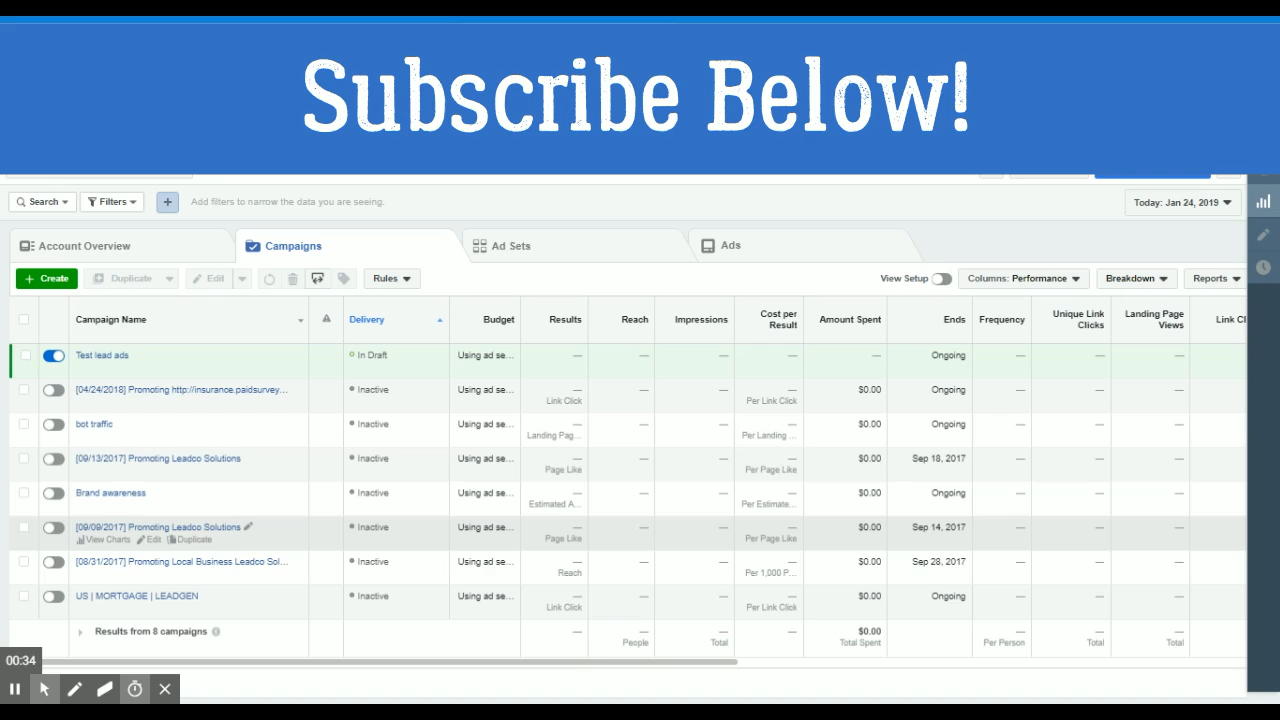 Subscribe Below!
Search
Filters
+
Add filters to narrow the data you are seeing.
Today: Jan 24, 2019
Account Overview
Campaigns
Ad Sets
Ads
+ Create
Duplicate
Edit
Rules
View Setup
Columns: Performance
Breakdown
Reports
Campaign Name Delivery Budget Results Reach Impressions Cost per Result Amount Spent Ends Frequency Unique Link Clicks Landing Page Views Link Cl
Test lead ads In Draft Using ad se... — — — — — Ongoing — — —
[04/24/2018] Promoting http://insurance.paidsurvey... Inactive Using ad se... — — — — $0.00 Ongoing — — —
Link Click Per Link Click
bot traffic Inactive Using ad se... — — — — $0.00 Ongoing — — —
Landing Pag... Per Landing ...
[09/13/2017] Promoting Leadco Solutions Inactive Using ad se... — — — — $0.00 Sep 18, 2017 — — —
Page Like Per Page Like
Brand awareness Inactive Using ad se... — — — — $0.00 Ongoing — — —
Estimated A... Per Estimate...
[09/09/2017] Promoting Leadco Solutions Inactive Using ad se... — — — — $0.00 Sep 14, 2017 — — —
View Charts Edit Duplicate Page Like Per Page Like
[08/31/2017] Promoting Local Business Leadco Sol... Inactive Using ad se... — — — — $0.00 Sep 28, 2017 — — —
Reach Per 1,000 P...
US | MORTGAGE | LEADGEN Inactive Using ad se... — — — — $0.00 Ongoing — — —
Link Click Per Link Click
Results from 8 campaigns — — — — $0.00 — — —
People Total Total Spent Per Person Total Total
00:34